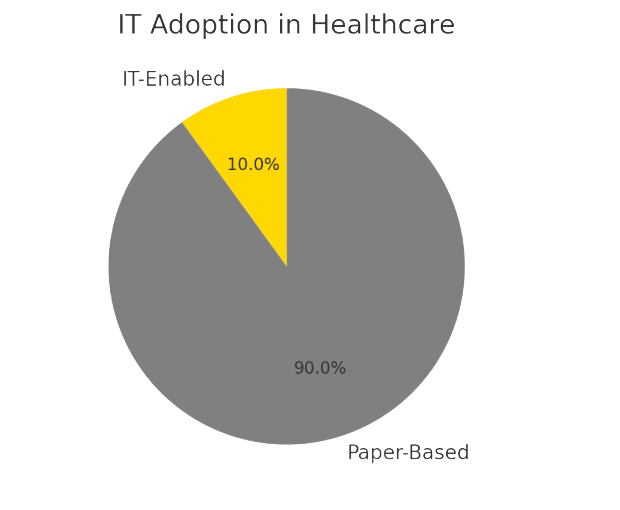 IT Adoption in Healthcare
IT-Enabled
10.0%
90.0%
Paper-Based